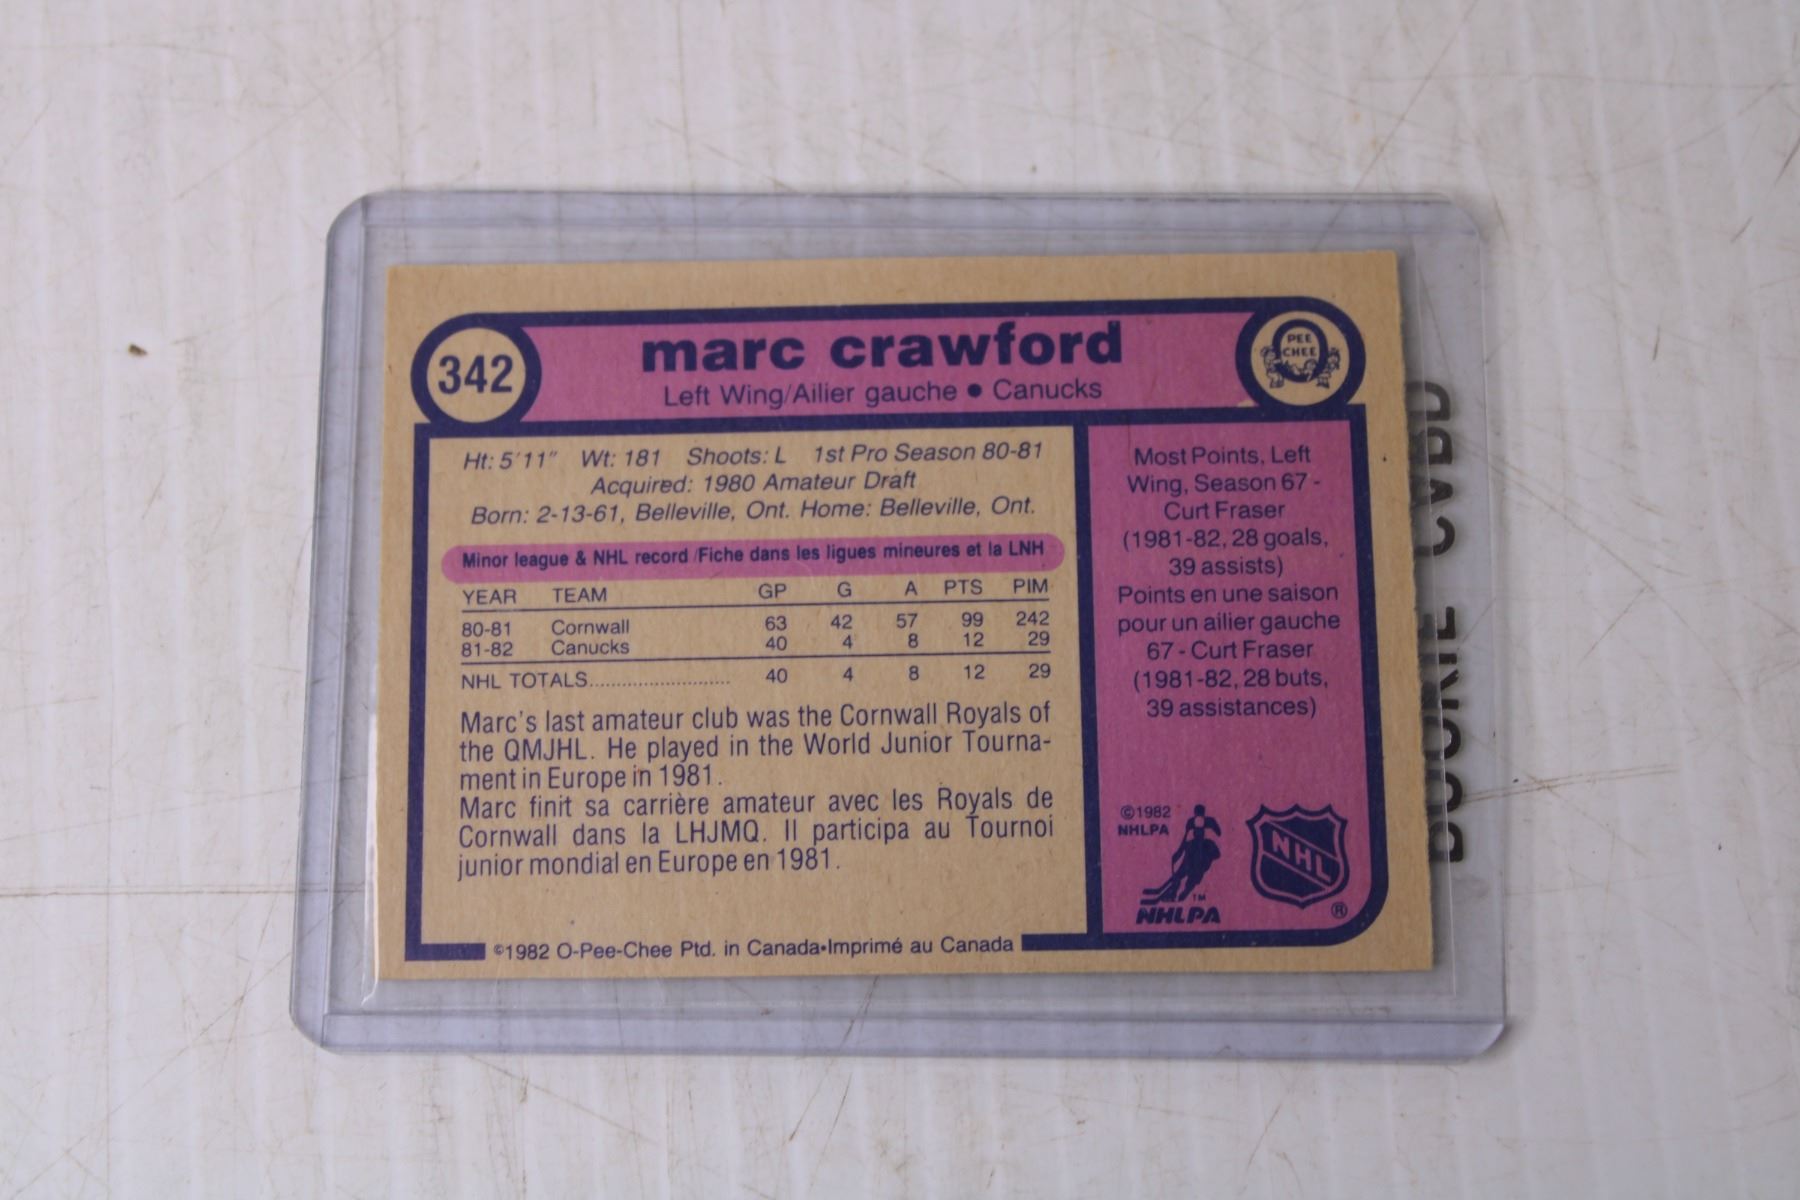 342
marc crawford
Left Wing/Ailier gauche ● Canucks
PEE
CHEE
Ht: 5'11" Wt: 181 Shoots: L 1st Pro Season 80-81
Acquired: 1980 Amateur Draft
Born: 2-13-61, Belleville, Ont. Home: Belleville, Ont.
Minor league & NHL record /Fiche dans les ligues mineures et la LNH
YEAR TEAM GP G A PTS PIM
80-81 Cornwall 63 42 57 99 242
81-82 Canucks 40 4 8 12 29
NHL TOTALS........................... 40 4 8 12 29
Marc's last amateur club was the Cornwall Royals of
the QMJHL. He played in the World Junior Tourna-
ment in Europe in 1981.
Marc finit sa carrière amateur avec les Royals de
Cornwall dans la LHJMQ. Il participa au Tournoi
junior mondial en Europe en 1981.
©1982 O-Pee-Chee Ptd. in Canada•Imprimé au Canada
Most Points, Left
Wing, Season 67 -
Curt Fraser
(1981-82, 28 goals,
39 assists)
Points en une saison
pour un ailier gauche
67 - Curt Fraser
(1981-82, 28 buts,
39 assistances)
©1982
NHLPA
TM
NHLPA
NHL
®
ROOKIE CARD